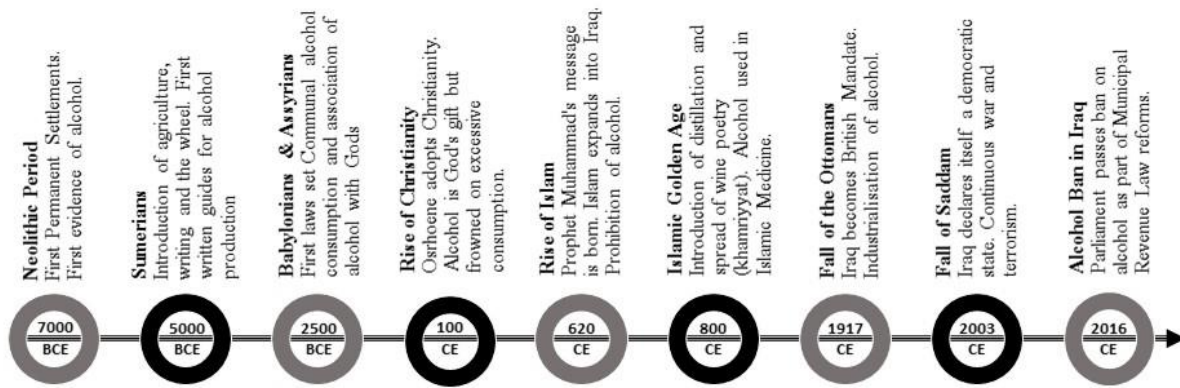 Neolithic Period
First Permanent Settlements.
First evidence of alcohol.
7000
BCE
Sumerians
Introduction of agriculture,
writing and the wheel. First
written guides for alcohol
production
5000
BCE
Babylonians & Assyrians
First laws set Communal alcohol
consumption and association of
alcohol with Gods
2500
BCE
Rise of Christianity
Osrhoene adopts Christianity.
Alcohol is God's gift but
frowned on excessive
consumption.
100
CE
Rise of Islam
Prophet Muhammad's message
is born. Islam expands into Iraq.
Prohibition of alcohol.
620
CE
Islamic Golden Age
Introduction of distillation and
spread of wine poetry
(khamriyyat). Alcohol used in
Islamic Medicine.
800
CE
Fall of the Ottomans
Iraq becomes British Mandate.
Industrialisation of alcohol.
1917
CE
Fall of Saddam
Iraq declares itself a democratic
state. Continuous war and
terrorism.
2003
CE
Alcohol Ban in Iraq
Parliament passes ban on
alcohol as part of Municipal
Revenue Law reforms.
2016
CE